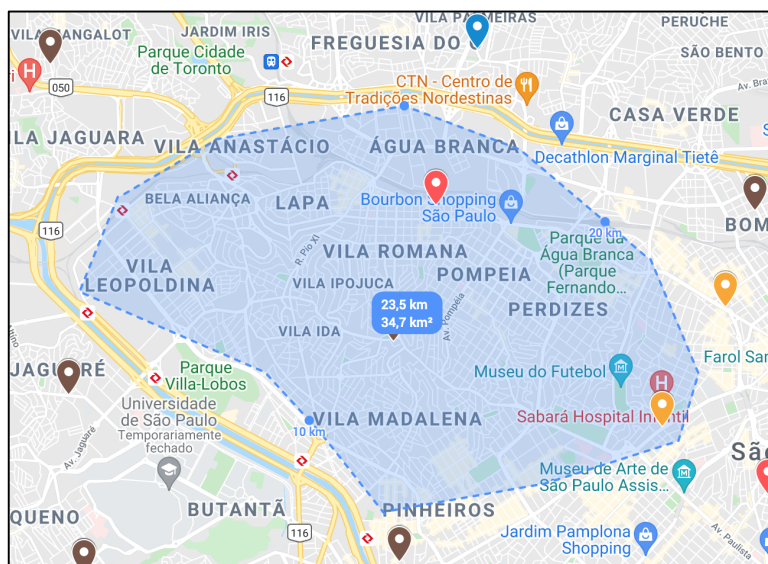 VILA PALMEIRAS
PERUCHE
JARDIM IRIS
FREGUESIA DO
SÃO BENTO
Parque Cidade
de Toronto
050
116
CTN - Centro de
Tradições Nordestinas
CASA VERDE
ILA JAGUARA
VILA ANASTÁCIO
ÁGUA BRANCA
Decathlon Marginal Tietê
BELA ALIANÇA
LAPA
Bourbon Shopping
São Paulo
BOM
116
20 km
R. Pio XI
VILA ROMANA
Parque da
Água Branca
(Parque
Fernando...
VILA
LEOPOLDINA
VILA IPOJUCA
POMPEIA
PERDIZES
23,5 km
34,7 km²
Av. Pompéia
VILA IDA
Farol San
JAGUARÉ
Parque
Villa-Lobos
Museu do Futebol
Universidade
de São Paulo
Temporariamente
fechado
10 km
VILA MADALENA
Sabará Hospital Infantil
Av. Jaguaré
São
Museu de Arte de
São Paulo Assis...
QUENO
BUTANTÃ
PINHEIROS
116
Jardim Pamplona
Shopping
Av. Paulista